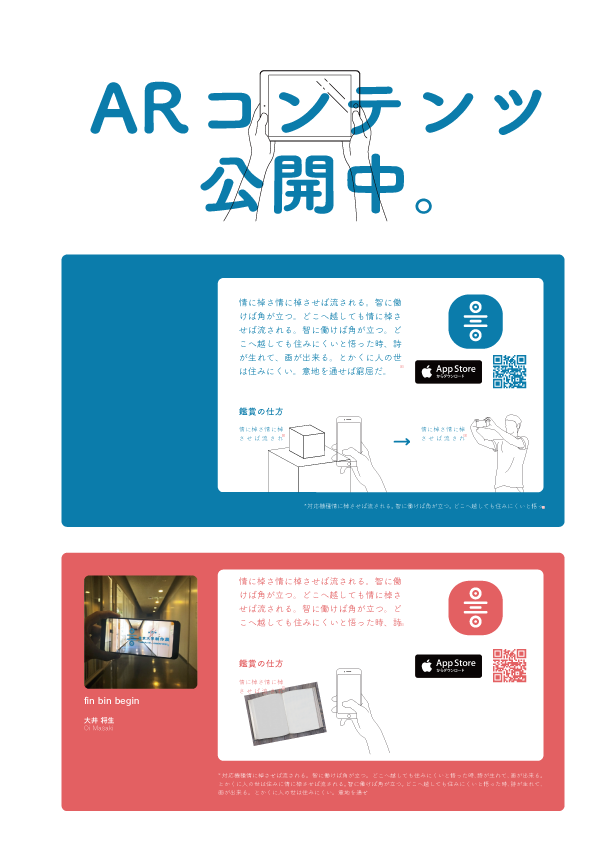 ARコンテンツ
公開中。
情に棹さ情に棹させば流される。智に働
けば角が立つ。どこへ越しても情に棹さ
せば流される。智に働けば角が立つ。ど
こへ越しても住みにくいと悟った時、詩
が生れて、画が出来る。とかくに人の世
は住みにくい。意地を通せば窮屈だ。
App Store
からダウンロード
鑑賞の仕方
情に棹さ情に棹
させば流され
情に棹さ情に棹
させば流され
*対応機種情に棹させば流される。智に働けば角が立つ。どこへ越しても住みにくいと悟
情に棹さ情に棹させば流される。智に働
けば角が立つ。どこへ越しても情に棹さ
せば流される。智に働けば角が立つ。ど
こへ越しても住みにくいと悟った時、詩
App Store
からダウンロード
鑑賞の仕方
情に棹さ情に棹
させば流され
fin bin begin
大井 将生
Oi Masaki
*対応機種情に棹させば流される。智に働けば角が立つ。どこへ越しても住みにくいと悟った時、詩が生れて、画が出来る。
とかくに人の世は住みに情に棹させば流される。智に働けば角が立つ。どこへ越しても住みにくいと悟った時、詩が生れて、
画が出来る。とかくに人の世は住みにくい。意地を通せ